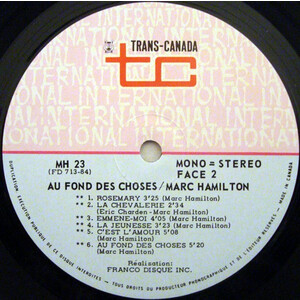 INTERNATIONAL
TRANS-CANADA
tc
MH 23
(FD 713-84)
MONO = STEREO
FACE 2
AU FOND DES CHOSES/MARC HAMILTON
** 1. ROSEMARY 3'25 (Marc Hamilton)
** 2. LA CHEVALERIE 2'34
(Eric Charden - Marc Hamilton)
** 3. EMMENE-MOI 4'05 (Marc Hamilton)
** 4. LA JEUNESSE 3'23 (Marc Hamilton)
** 5. C'EST L'AMOUR 5'08
(Marc Hamilton)
** 6. AU FOND DES CHOSES 5'20
(Marc Hamilton)
Réalisation:
FRANCO DISQUE INC.
MADE IN CANADA